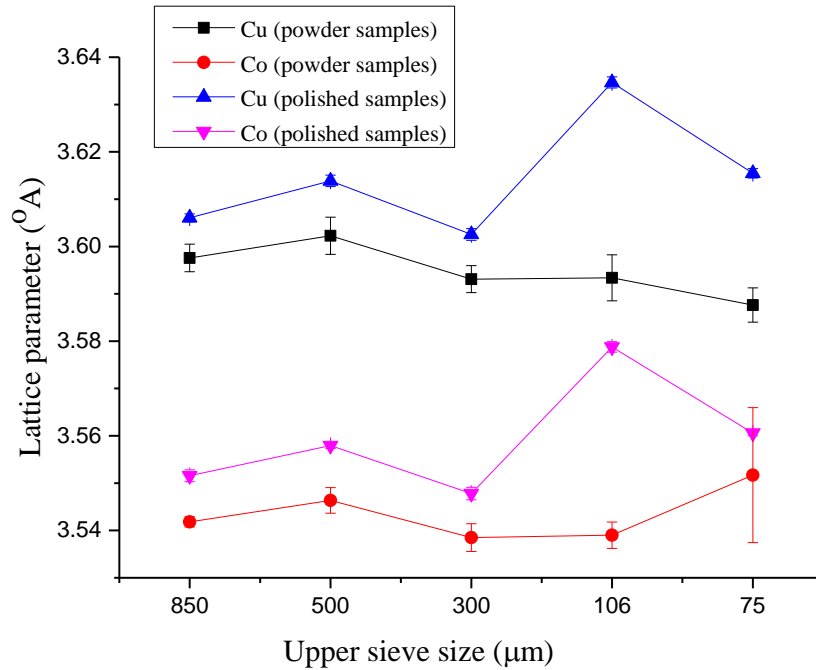 Cu (powder samples)
Co (powder samples)
Cu (polished samples)
Co (polished samples)
3.64
3.62
3.60
3.58
3.56
3.54
Lattice parameter (ᴼA)
850 500 300 106 75
Upper sieve size (μm)